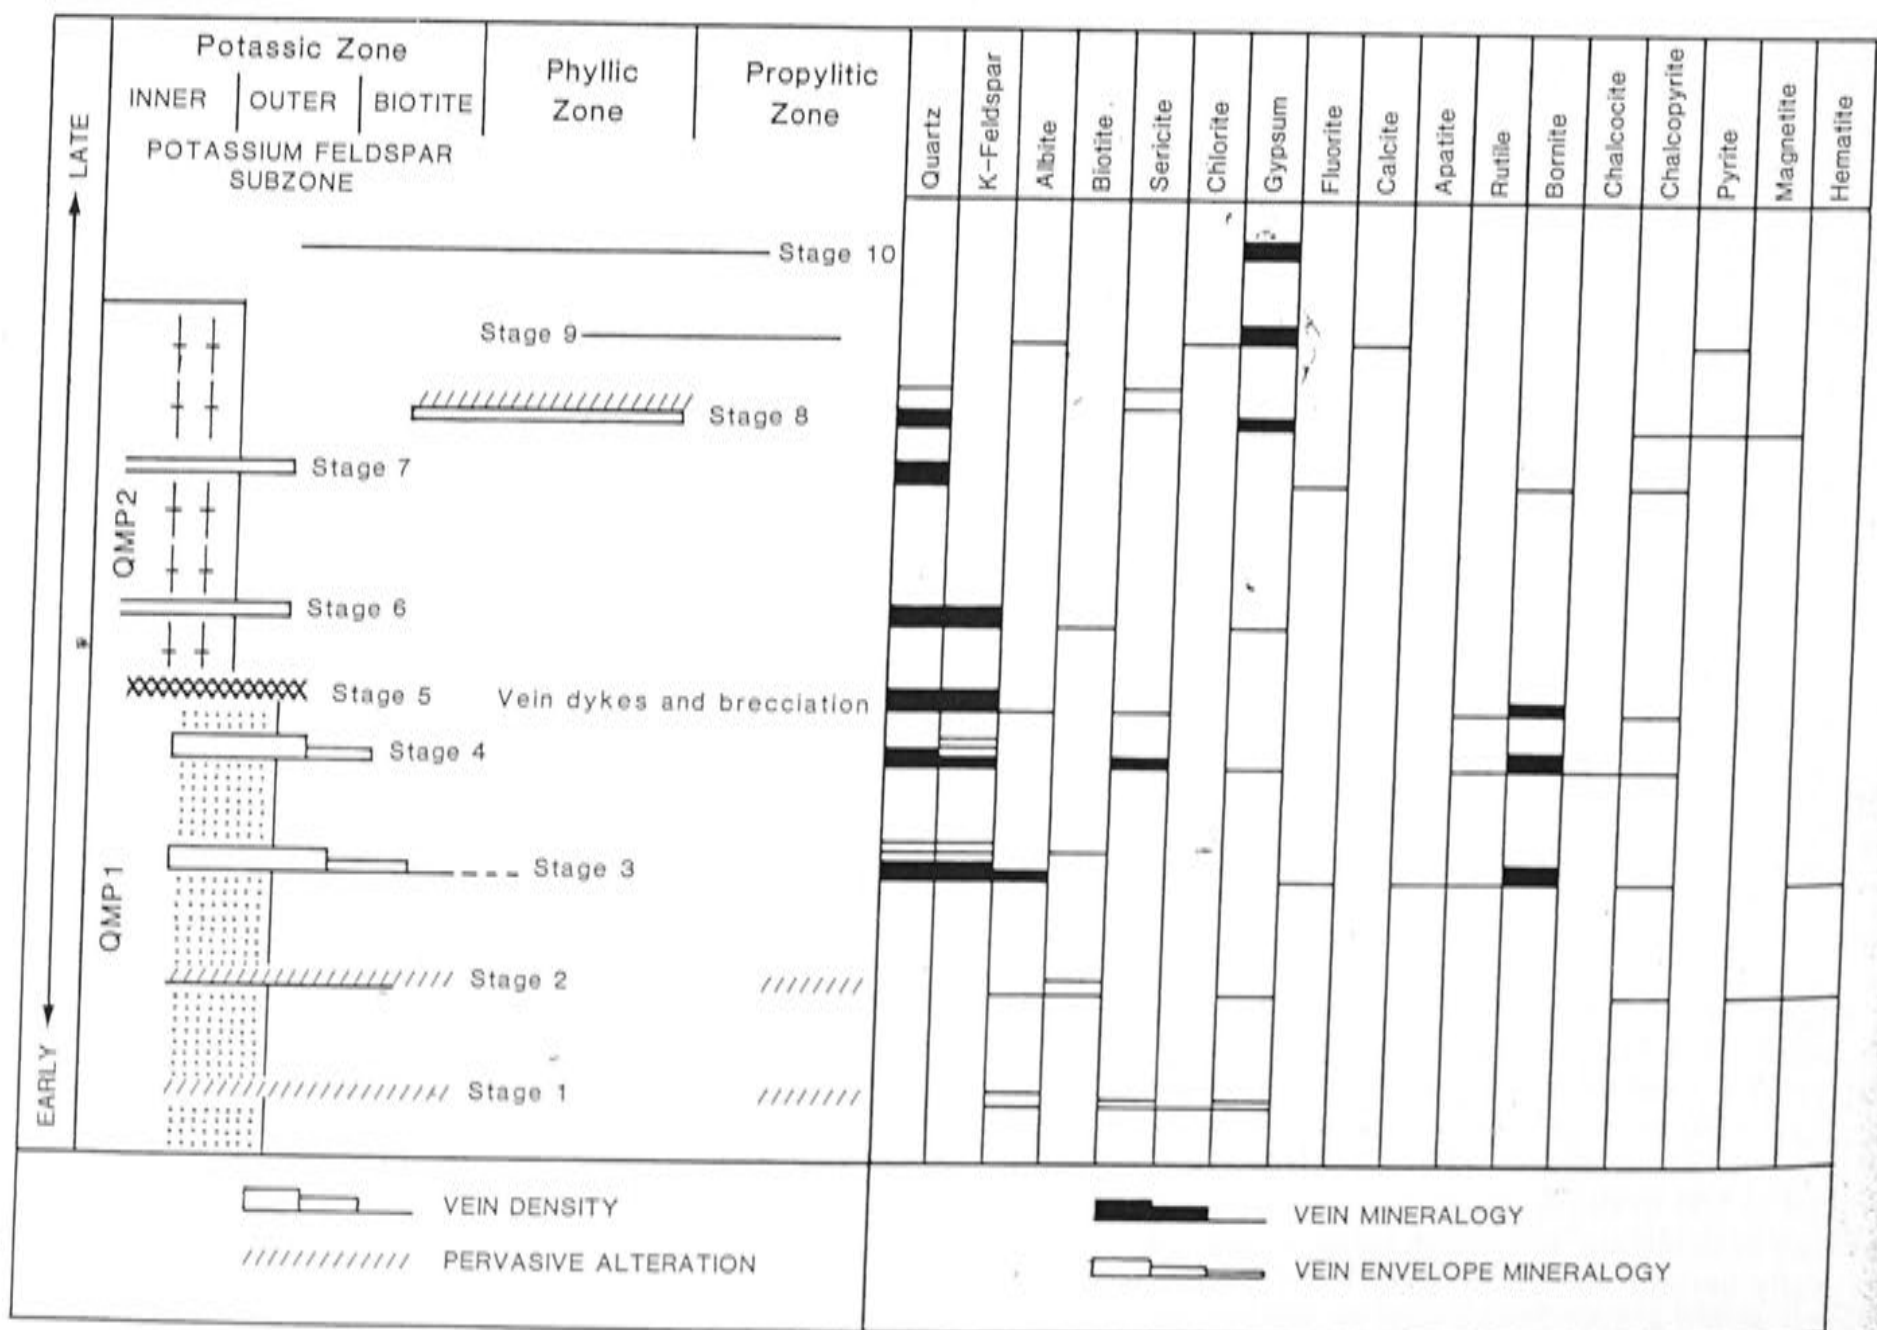 LATE
EARLY
Potassic Zone
INNER
OUTER
BIOTITE
POTASSIUM FELDSPAR
SUBZONE
Phyllic
Zone
Propylitic
Zone
Quartz
K-Feldspar
Albite
Biotite
Sericite
Chlorite
Gypsum
Fluorite
Calcite
Apatite
Rutile
Bornite
Chalcocite
Chalcopyrite
Pyrite
Magnetite
Hematite
Stage 10
Stage 9
Stage 8
Stage 7
QMP2
Stage 6
Stage 5 Vein dykes and brecciation
Stage 4
Stage 3
QMP1
Stage 2
Stage 1
VEIN DENSITY
PERVASIVE ALTERATION
VEIN MINERALOGY
VEIN ENVELOPE MINERALOGY